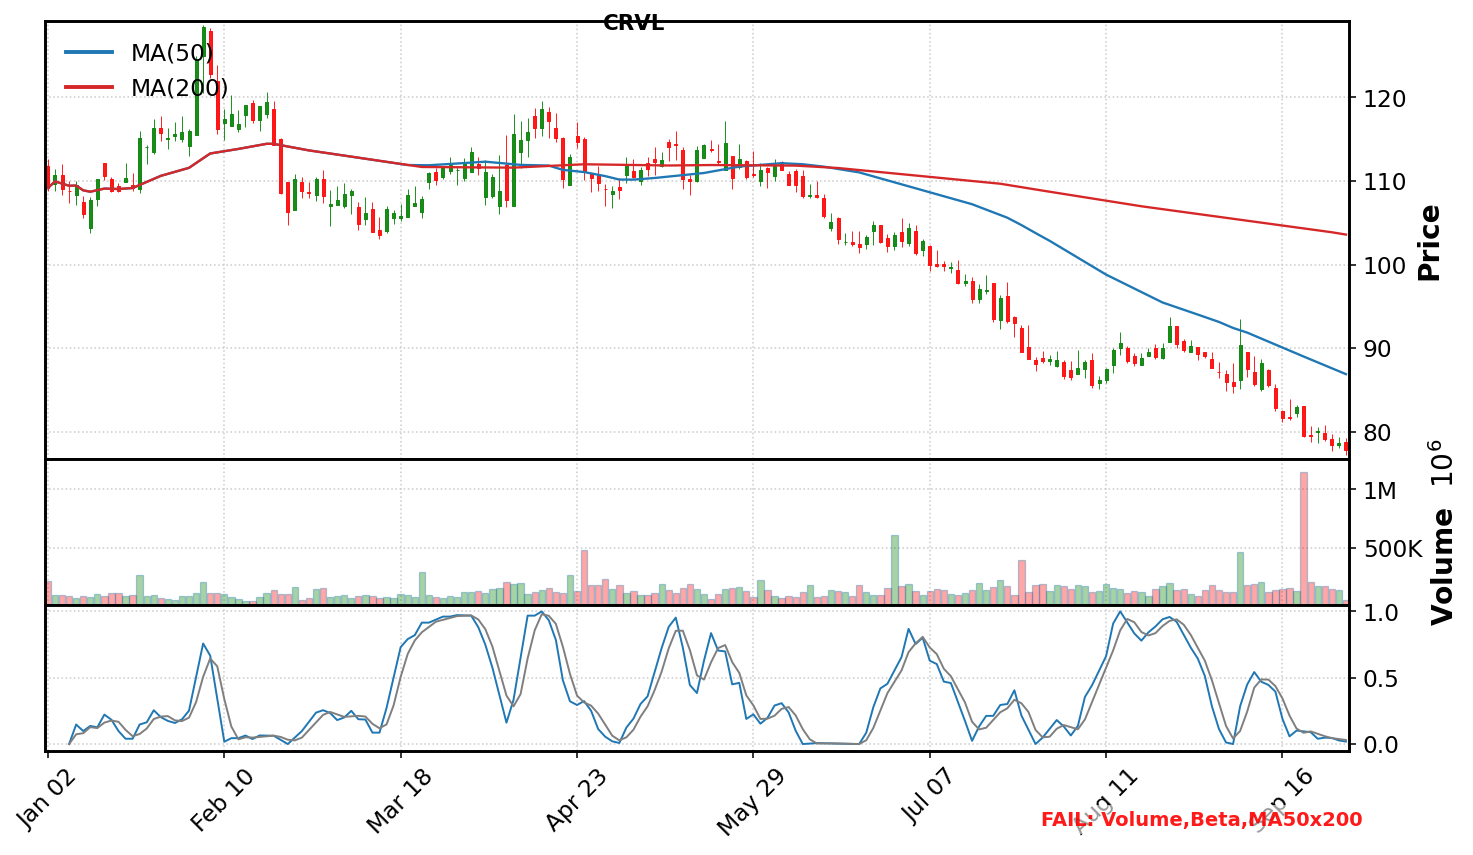 CRVL
MA(50)
MA(200)
120
110
100
90
80
Price
1M
500K
Volume 10^6
1.0
0.5
0.0
Jan 02
Feb 10
Mar 18
Apr 23
May 29
Jul 07
Aug 11
Sep 16
FAIL: Volume,Beta,MA50x200